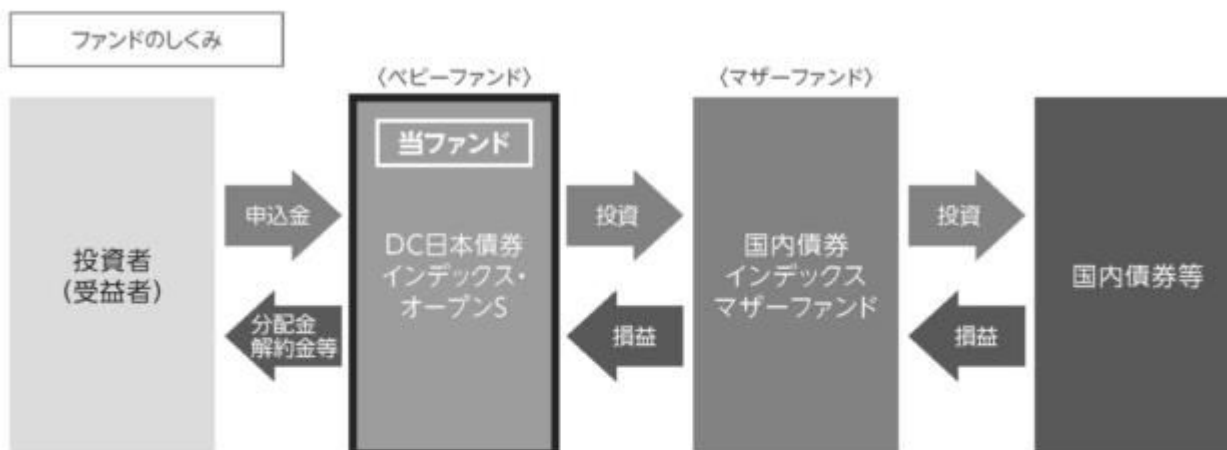 ファンドのしくみ
〈ベビーファンド〉
〈マザーファンド〉
投資者
(受益者)
申込金
分配金
解約金等
当ファンド
DC日本債券
インデックス・
オープンS
投資
損益
国内債券
インデックス
マザーファンド
投資
損益
国内債券等